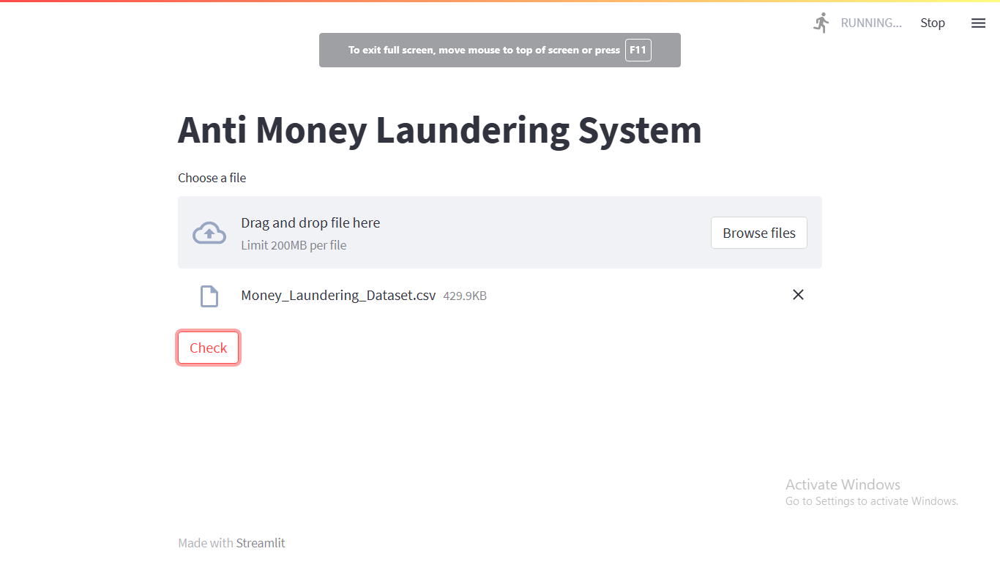 RUNNING... Stop
To exit full screen, move mouse to top of screen or press F11
Anti Money Laundering System
Choose a file
Drag and drop file here
Limit 200MB per file
Browse files
Money_Laundering_Dataset.csv 429.9KB
Check
Activate Windows
Go to Settings to activate Windows.
Made with Streamlit